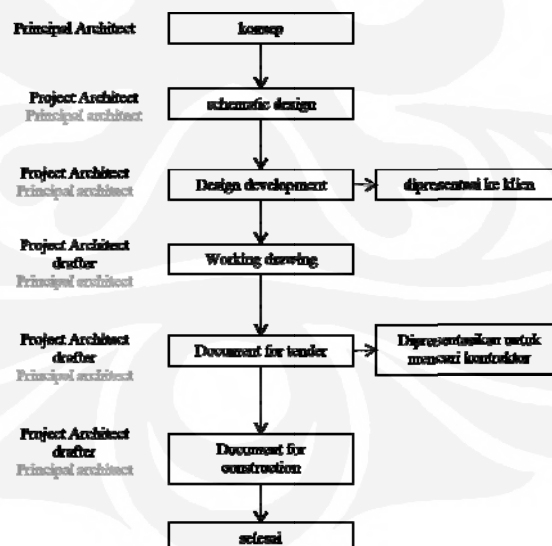 Principal Architect
konsep
Project Architect
Principal architect
schematic design
Project Architect
Principal architect
Design development
dipresentasi ke klien
Project Architect
drafter
Principal architect
Working drawing
Project Architect
drafter
Principal architect
Document for tender
Dipresentasikan untuk
mencari kontraktor
Project Architect
drafter
Principal architect
Document for
construction
selesai